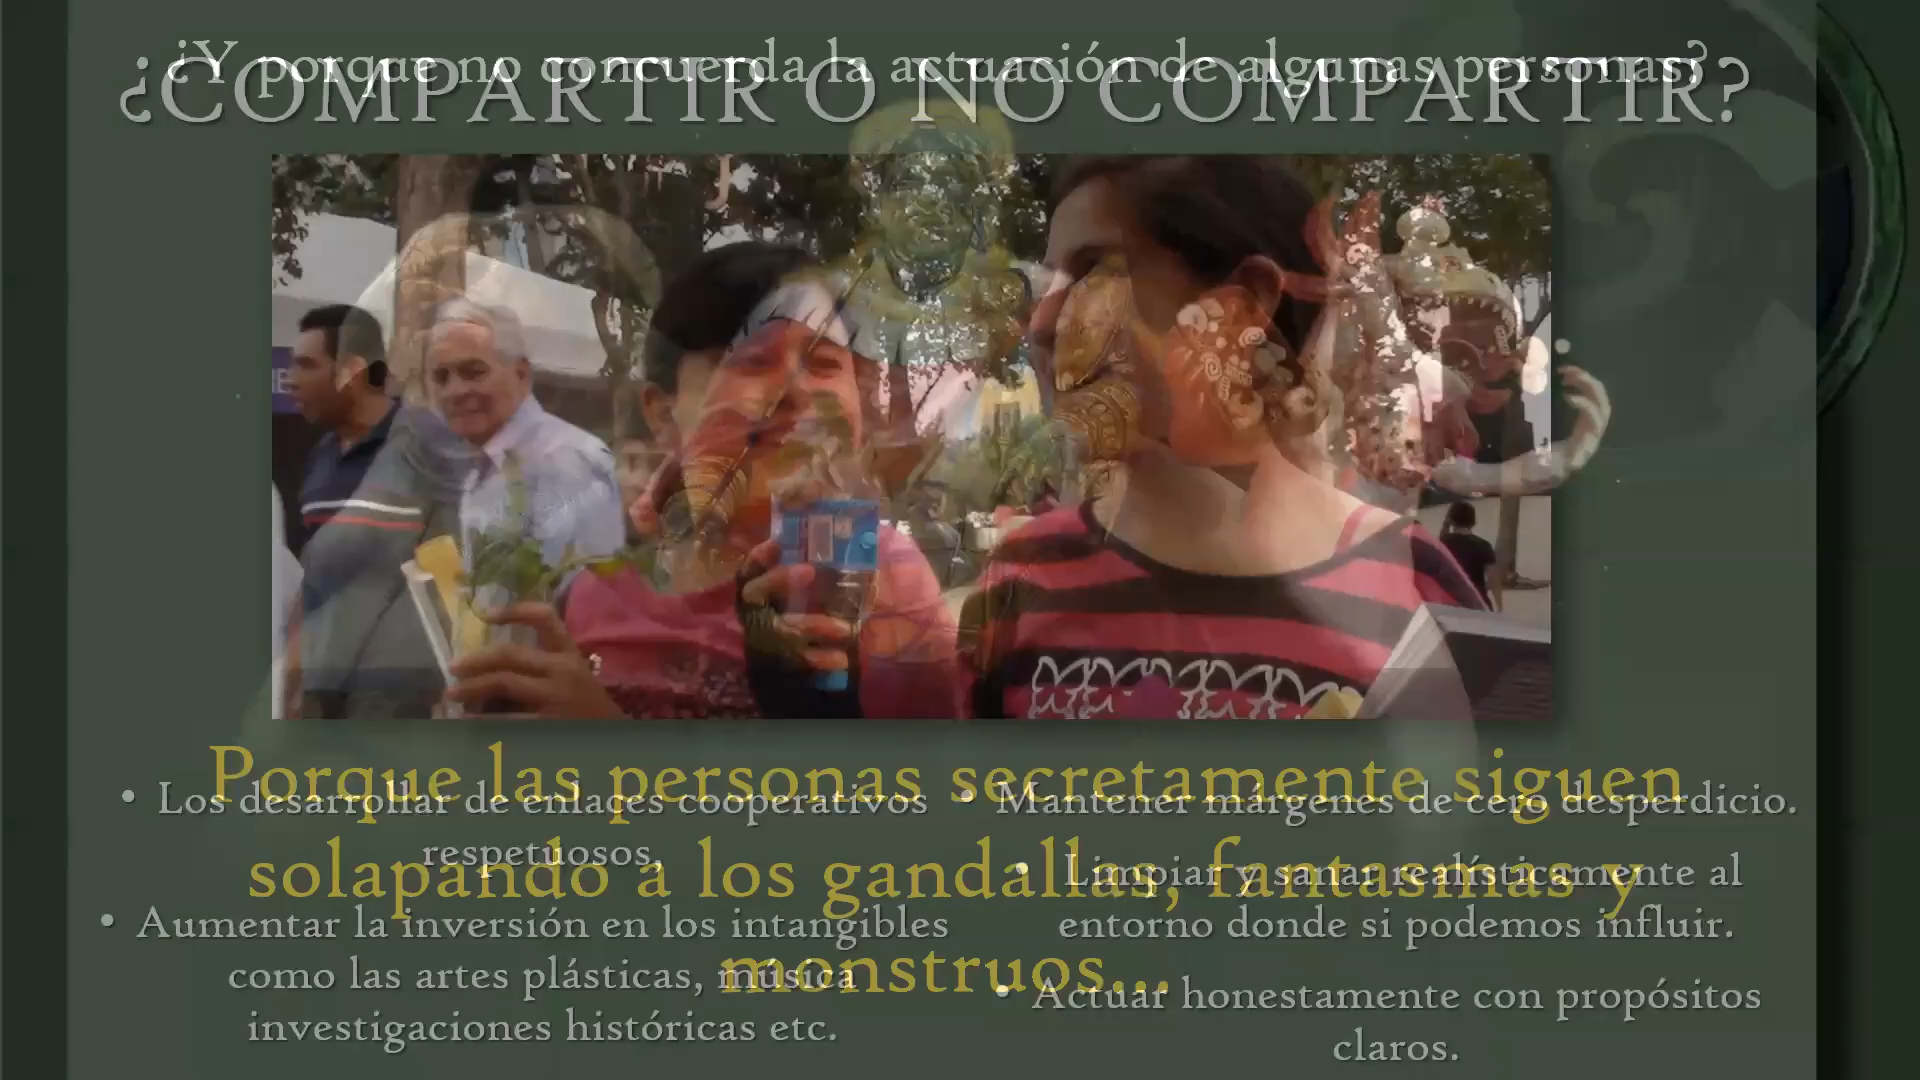 ¿Y porque no concuerda la actuación de algunas personas?
¿COMPARTIR O NO COMPARTIR?
Porque las personas secretamente siguen
solapando a los gandallas, fantasmas y
monstruos...
• Los desarrollar de enlaces cooperativos
respetuosos,
• Aumentar la inversión en los intangibles
como las artes plásticas, música
investigaciones históricas etc.
• Mantener márgenes de cero desperdicio.
• Limpiar y sanar realísticamente al
entorno donde si podemos influir.
• Actuar honestamente con propósitos
claros.